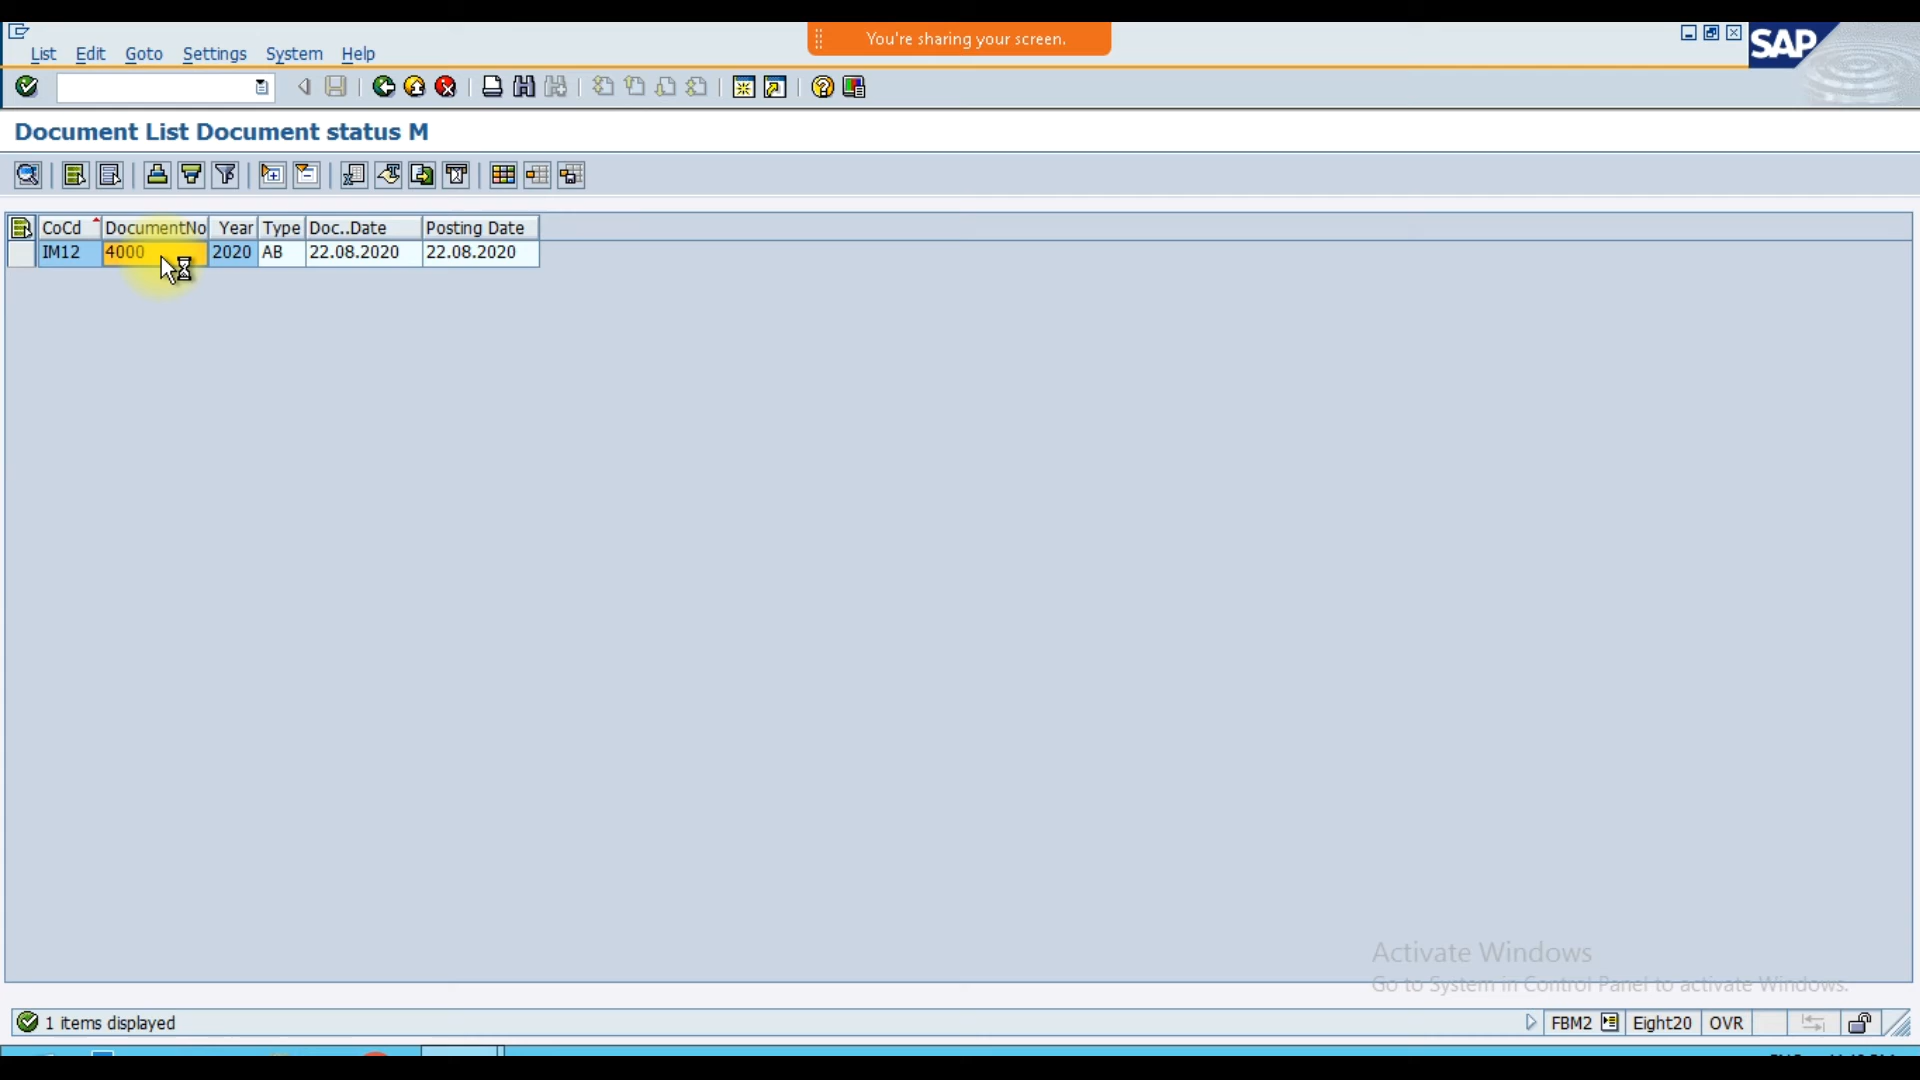 You're sharing your screen.
List Edit Goto Settings System Help
SAP
Document List Document status M
CoCd DocumentNo Year Type Doc..Date Posting Date
IM12 4000 2020 AB 22.08.2020 22.08.2020
Activate Windows
Go to System in Control Panel to activate Windows.
1 items displayed
FBM2 Eight20 OVR